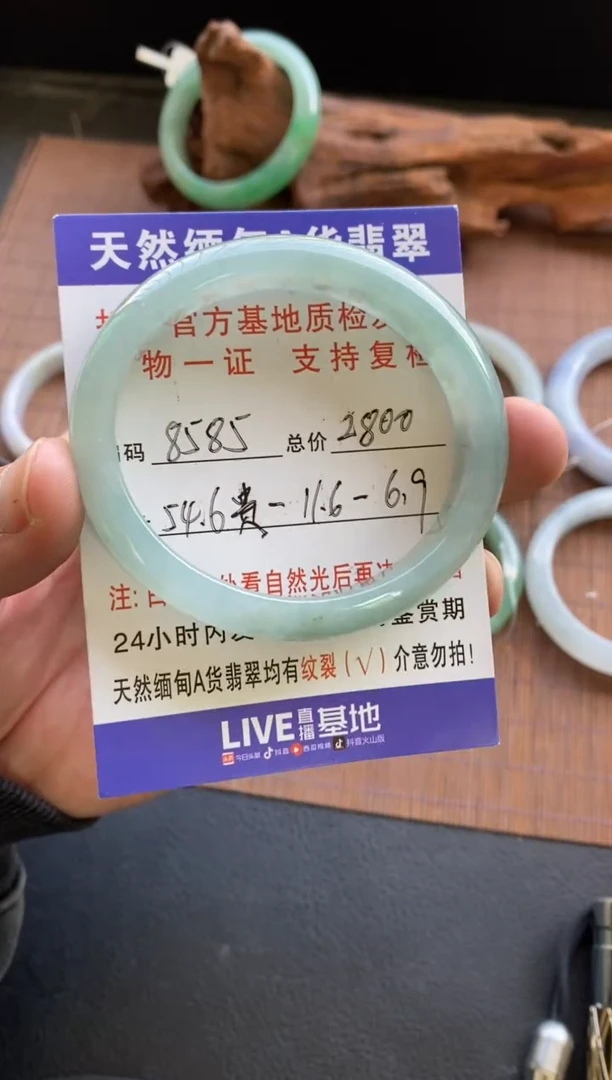 天然缅甸A货翡翠
官方基地质检
物一证 支持复检
码 8585 总价 2800
54.6贵-11.6-6.9
注: 看自然光后再
24小时内 鉴赏期
天然缅甸A货翡翠均有纹裂(√)介意勿拍!
LIVE直播基地
今日头条 抖音 西瓜视频 抖音火山版